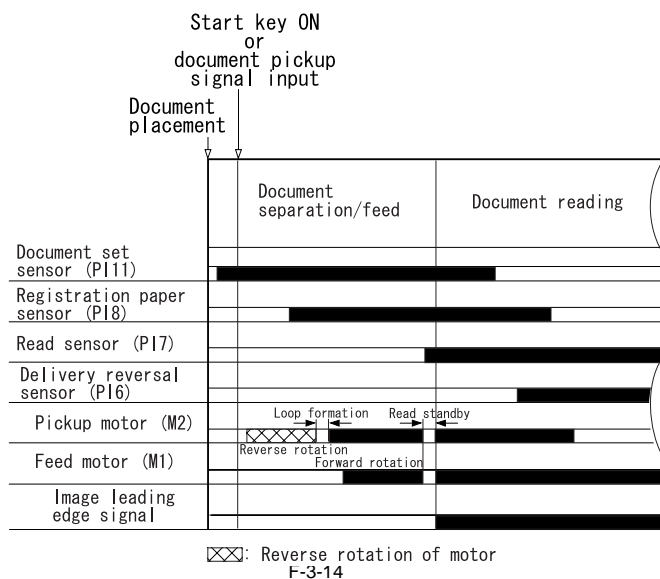 Start key ON
or
document pickup
signal input
Document
placement
Document
separation/feed
Document reading
Document set
sensor (PI11)
Registration paper
sensor (PI8)
Read sensor (PI7)
Delivery reversal
sensor (PI6)
Loop formation
Read standby
Pickup motor (M2)
Reverse rotation
Feed motor (M1)
Forward rotation
Image leading
edge signal
: Reverse rotation of motor
F-3-14